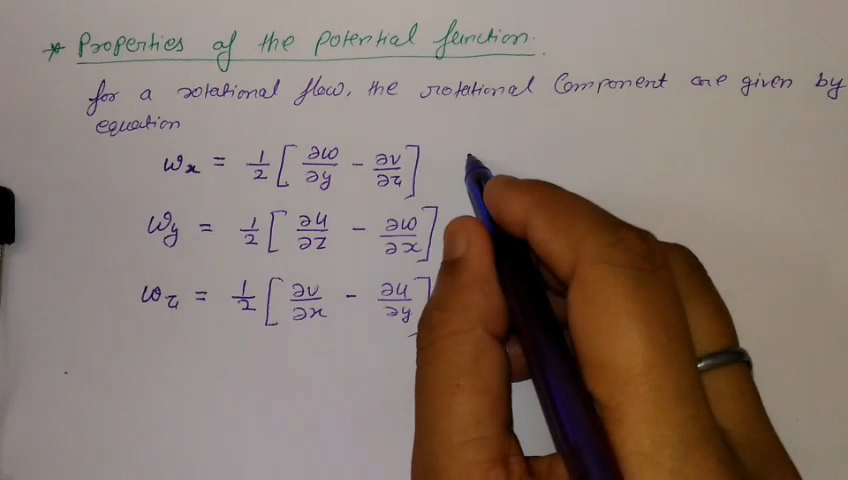 * Properties of the potential function.
for a rotational flow, the rotational Component are given by
equation
ωx = 1/2 [ ∂w/∂y - ∂v/∂z ]
ωy = 1/2 [ ∂u/∂z - ∂w/∂x ]
ωz = 1/2 [ ∂v/∂x - ∂u/∂y ]